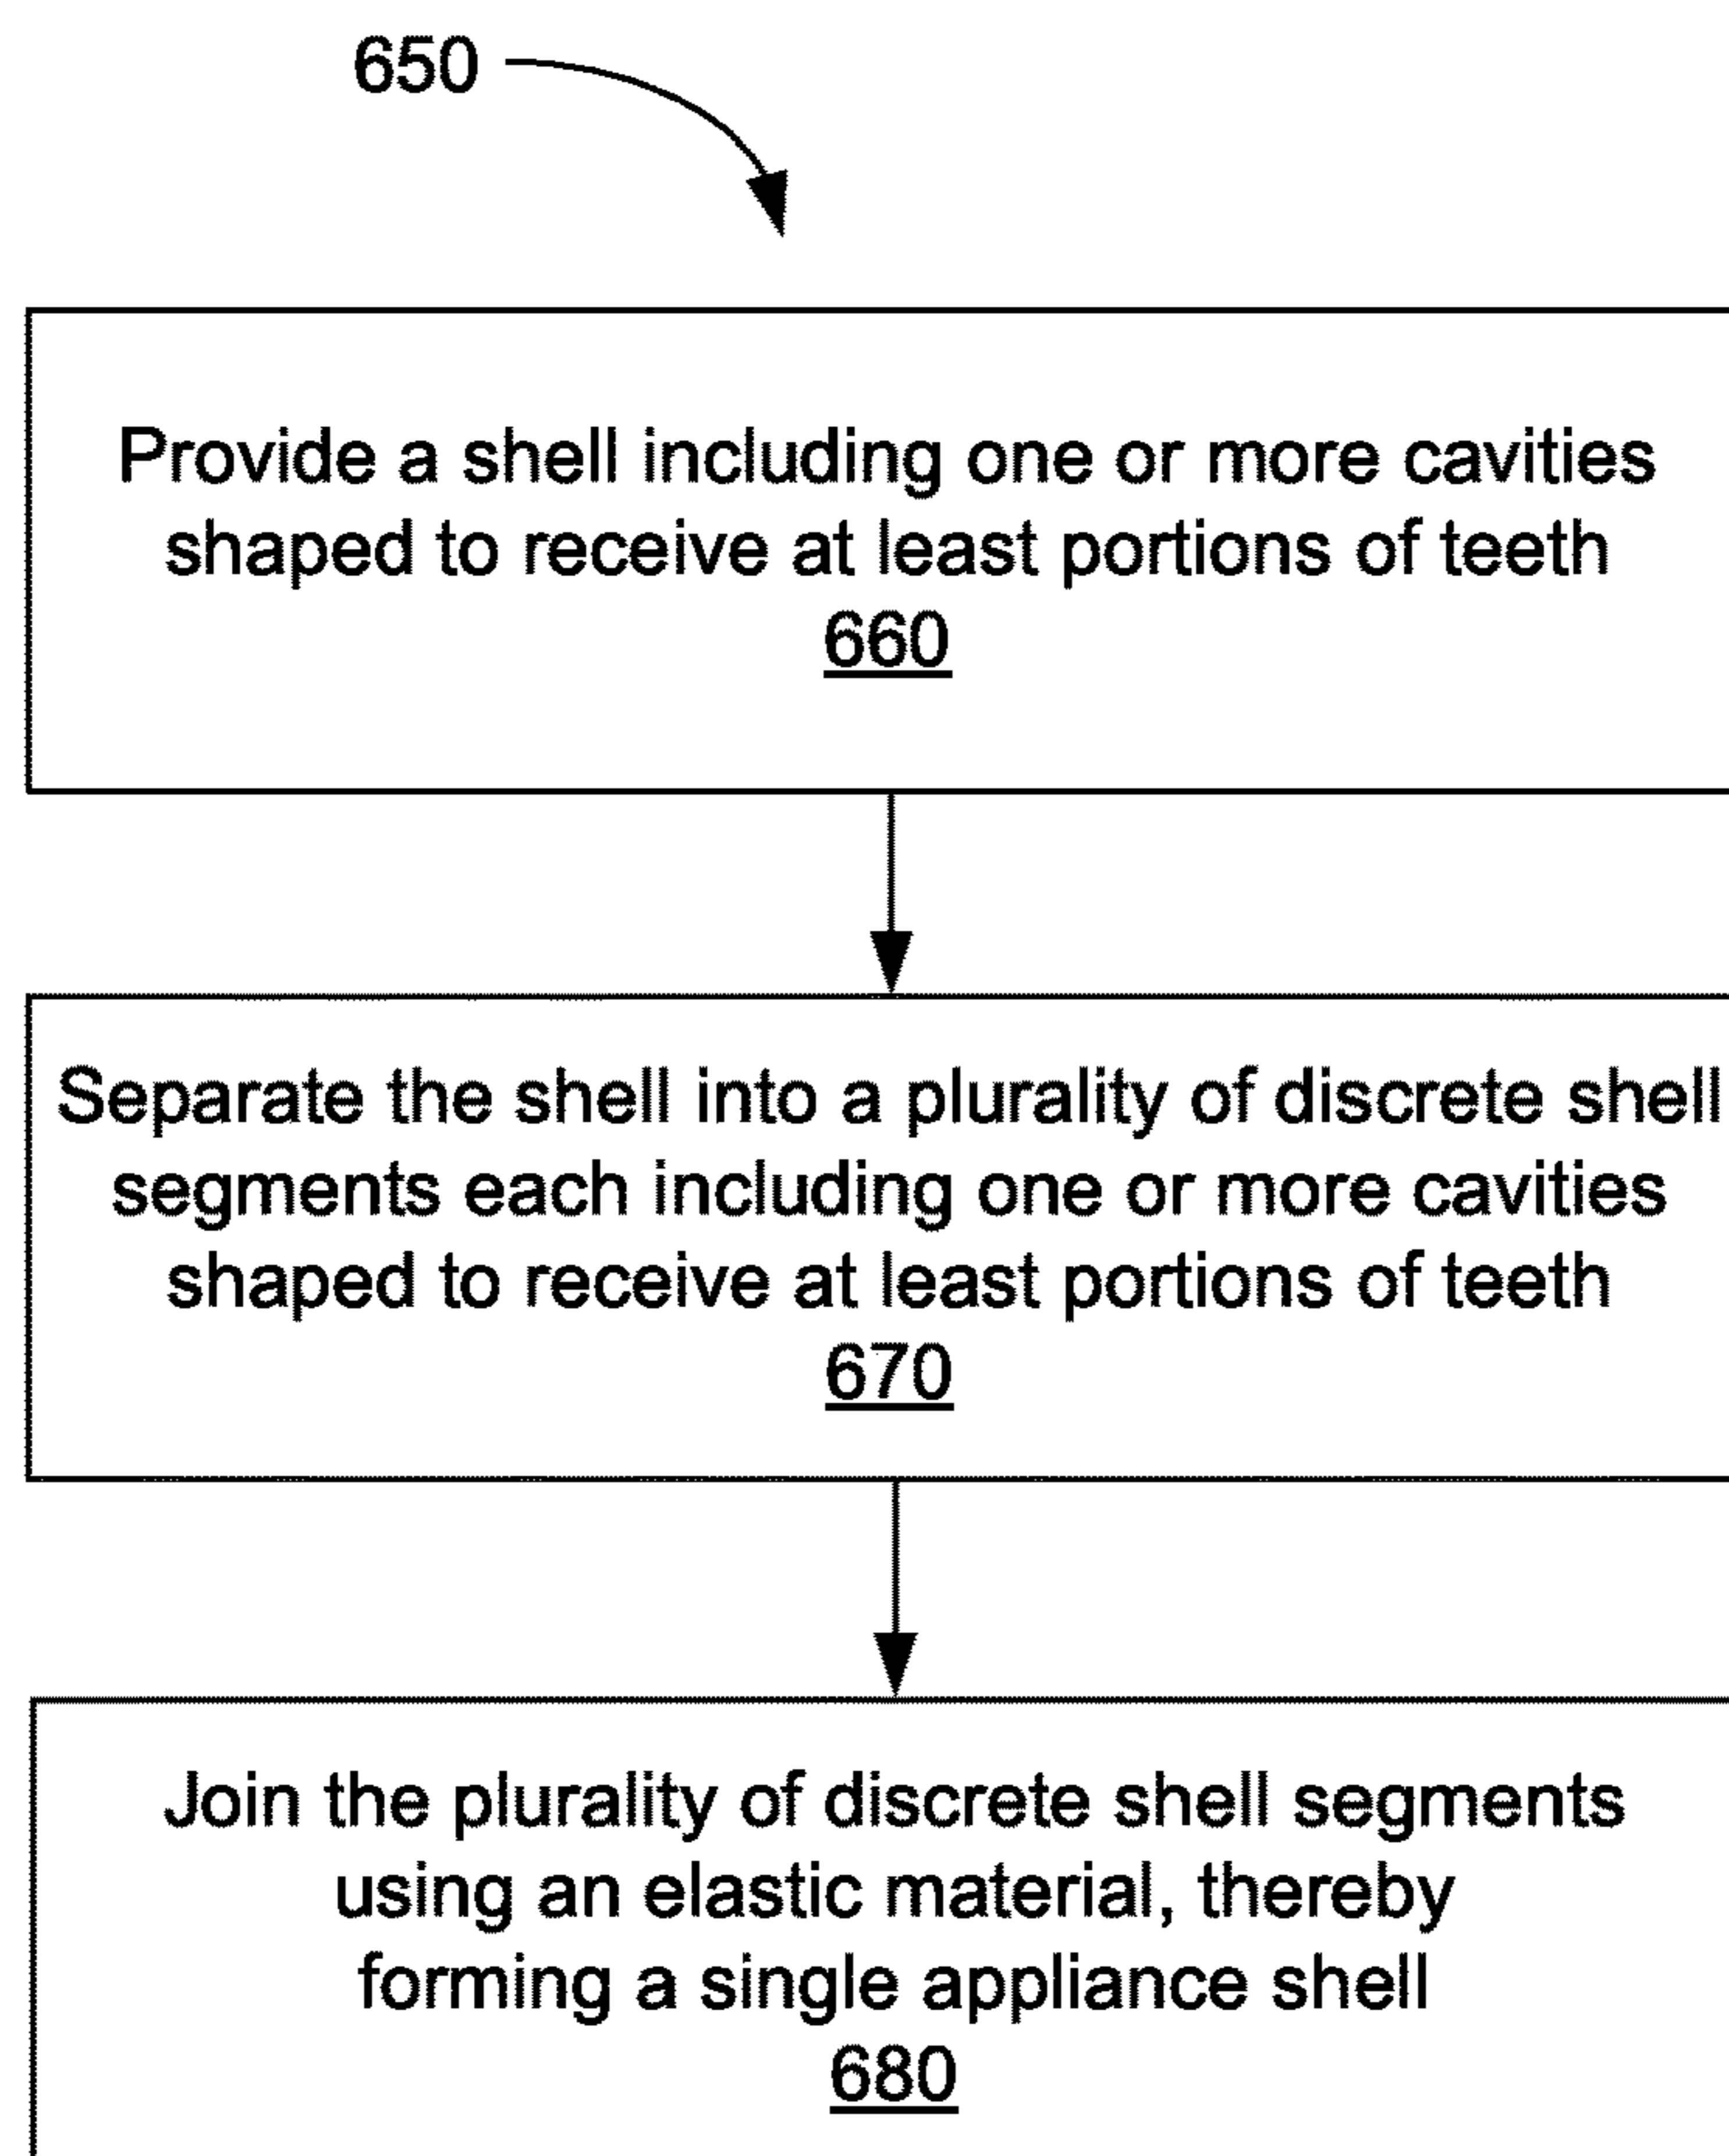 650
Provide a shell including one or more cavities
shaped to receive at least portions of teeth
660
Separate the shell into a plurality of discrete shell
segments each including one or more cavities
shaped to receive at least portions of teeth
670
Join the plurality of discrete shell segments
using an elastic material, thereby
forming a single appliance shell
680